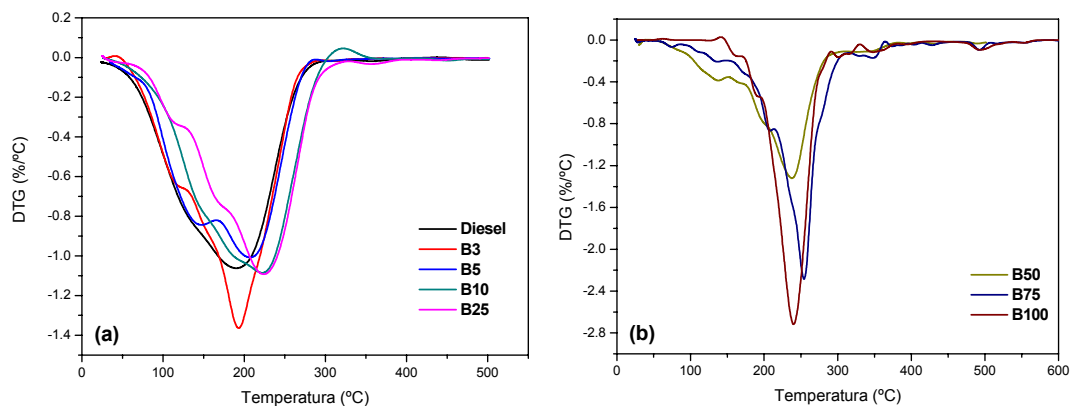 0.2
0.0
-0.2
-0.4
-0.6
-0.8
-1.0
-1.2
-1.4
DTG (%/ºC)
Diesel
B3
B5
B10
B25
(a)
0 100 200 300 400 500
Temperatura (ºC)
0.0
-0.4
-0.8
-1.2
-1.6
-2.0
-2.4
-2.8
DTG (%/ºC)
B50
B75
B100
(b)
0 100 200 300 400 500 600
Temperatura (ºC)